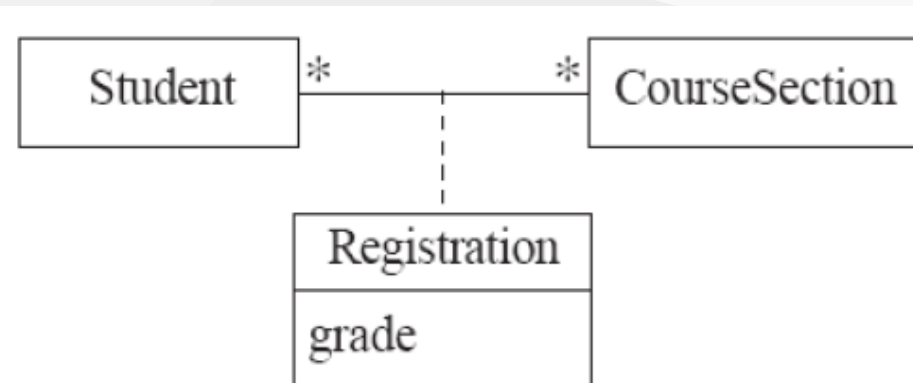 Student
*
*
CourseSection
Registration
grade